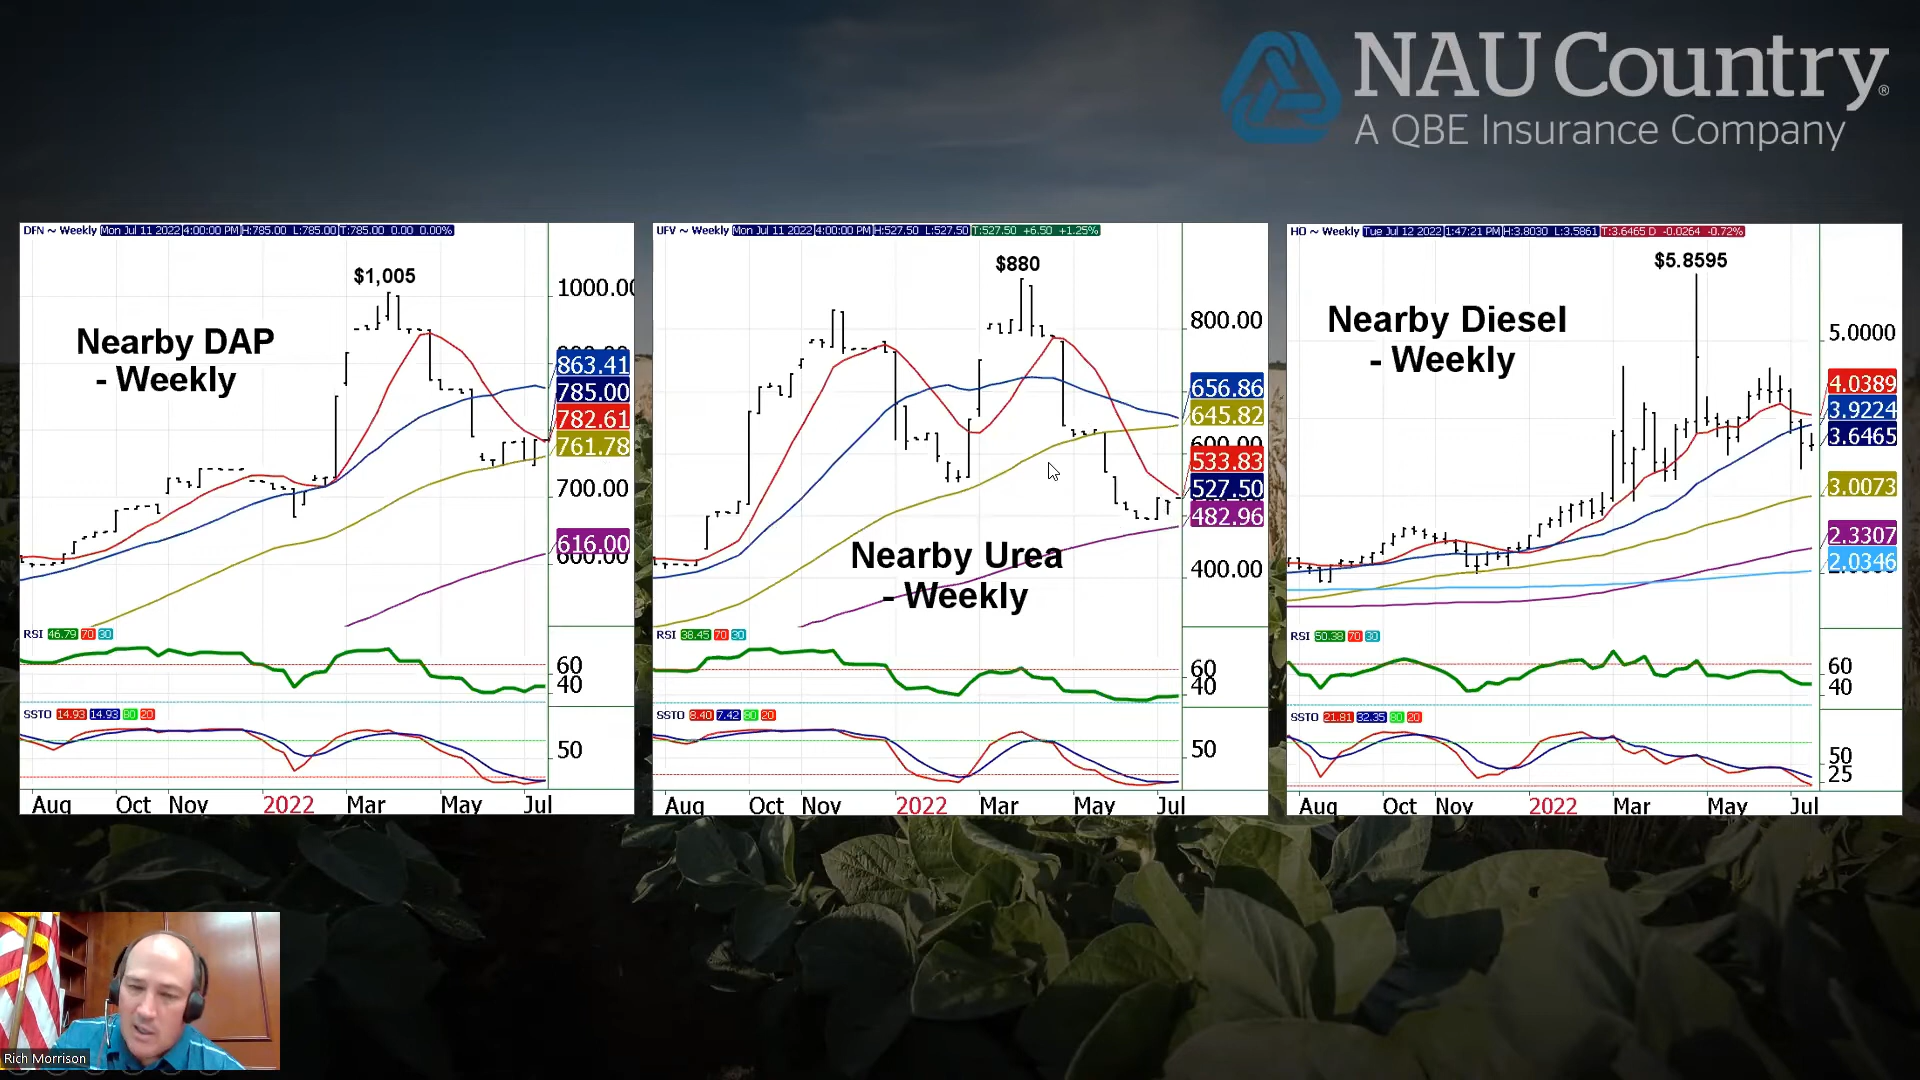 NAU Country®
A QBE Insurance Company
DFN ~ Weekly Mon Jul 11 2022 4:00:00 PM H:785.00 L:785.00 T:785.00 0.00 0.00%
$1,005
Nearby DAP
- Weekly
1000.00
863.41
785.00
782.61
761.78
700.00
616.00
600.00
RSI 46.79 70 30
60
40
SSTO 14.93 14.93 80 20
50
Aug Oct Nov 2022 Mar May Jul
UFV ~ Weekly Mon Jul 11 2022 4:00:00 PM H:527.50 L:527.50 T:527.50 +6.50 +1.25%
$880
800.00
656.86
645.82
600.00
533.83
527.50
482.96
Nearby Urea
- Weekly
400.00
RSI 38.45 70 30
60
40
SSTO 8.40 7.42 80 20
50
Aug Oct Nov 2022 Mar May Jul
HO ~ Weekly Tue Jul 12 2022 1:47:21 PM H:3.8030 L:3.5861 T:3.6465 D -0.0264 -0.72%
$5.8595
Nearby Diesel
- Weekly
5.0000
4.0389
3.9224
3.6465
3.0073
2.3307
2.0346
RSI 50.38 70 30
60
40
SSTO 21.81 32.35 80 20
50
25
Aug Oct Nov 2022 Mar May Jul
Rich Morrison